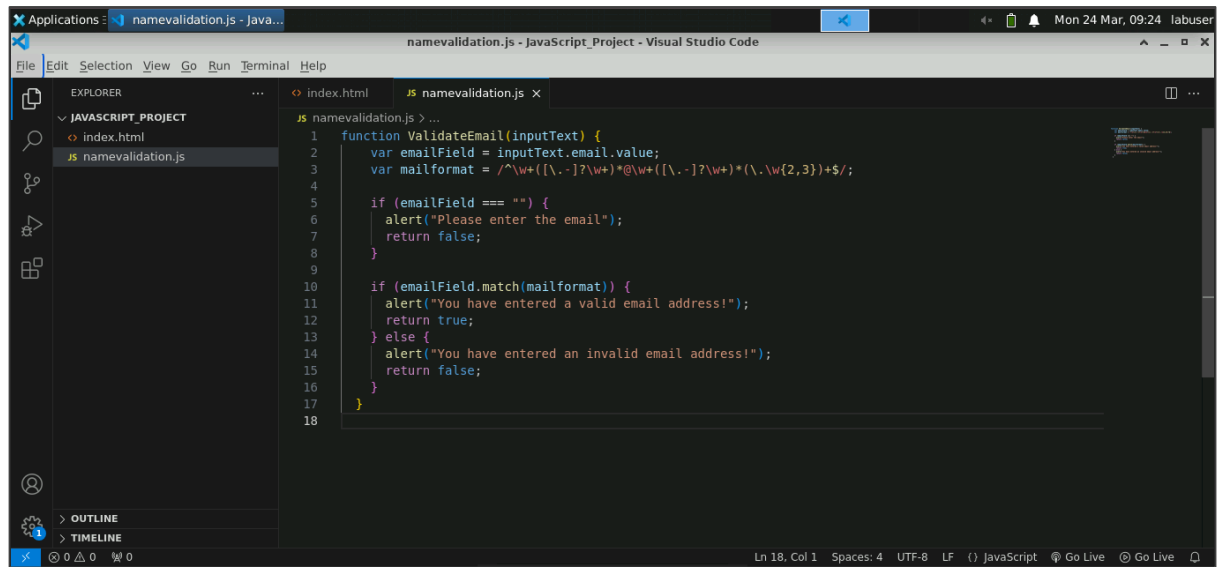 Applications namevalidation.js - Java... Mon 24 Mar, 09:24 labuser
namevalidation.js - JavaScript_Project - Visual Studio Code
File Edit Selection View Go Run Terminal Help
EXPLORER ... index.html JS namevalidation.js
JAVASCRIPT_PROJECT JS namevalidation.js > ...
index.html
JS namevalidation.js
1 function ValidateEmail(inputText) {
2 var emailField = inputText.email.value;
3 var mailformat = /^\w+([\.-]?\w+)*@\w+([\.-]?\w+)*(\.\w{2,3})+$/;
4
5 if (emailField === "") {
6 alert("Please enter the email");
7 return false;
8 }
9
10 if (emailField.match(mailformat)) {
11 alert("You have entered a valid email address!");
12 return true;
13 } else {
14 alert("You have entered an invalid email address!");
15 return false;
16 }
17 }
18
OUTLINE
1
TIMELINE
0 0 0 Ln 18, Col 1 Spaces: 4 UTF-8 LF {} JavaScript Go Live Go Live